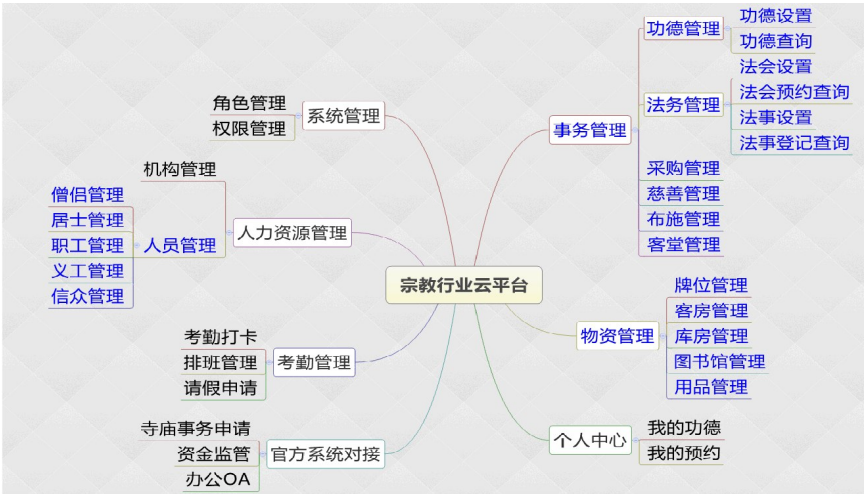 宗教行业云平台
系统管理
角色管理
权限管理
人力资源管理
机构管理
人员管理
僧侣管理
居士管理
职工管理
义工管理
信众管理
考勤管理
考勤打卡
排班管理
请假申请
官方系统对接
寺庙事务申请
资金监管
办公OA
事务管理
功德管理
功德设置
功德查询
法务管理
法会设置
法会预约查询
法事设置
法事登记查询
采购管理
慈善管理
布施管理
客堂管理
物资管理
牌位管理
客房管理
库房管理
图书馆管理
用品管理
个人中心
我的功德
我的预约